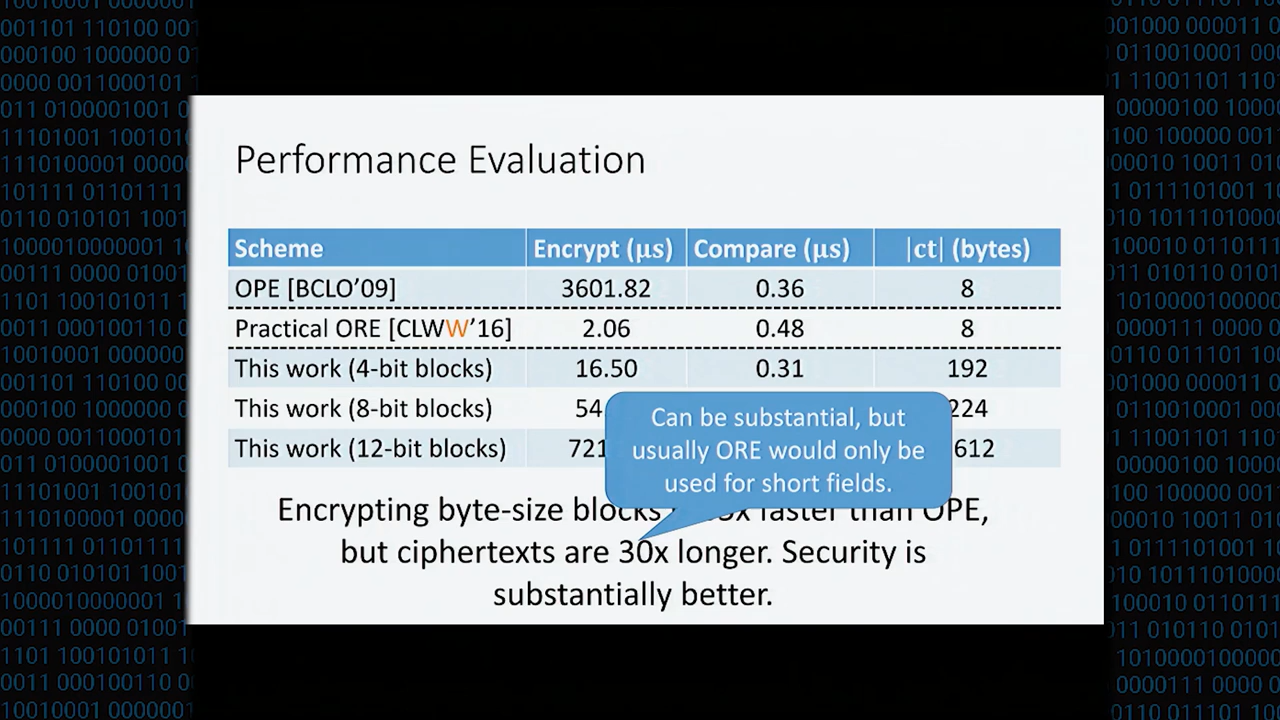 Performance Evaluation
Scheme Encrypt (μs) Compare (μs) |ct| (bytes)
OPE [BCLO'09] 3601.82 0.36 8
Practical ORE [CLWW'16] 2.06 0.48 8
This work (4-bit blocks) 16.50 0.31 192
This work (8-bit blocks) 54 224
This work (12-bit blocks) 721 612
Can be substantial, but
usually ORE would only be
used for short fields.
Encrypting byte-size blocks faster than OPE,
but ciphertexts are 30x longer. Security is
substantially better.